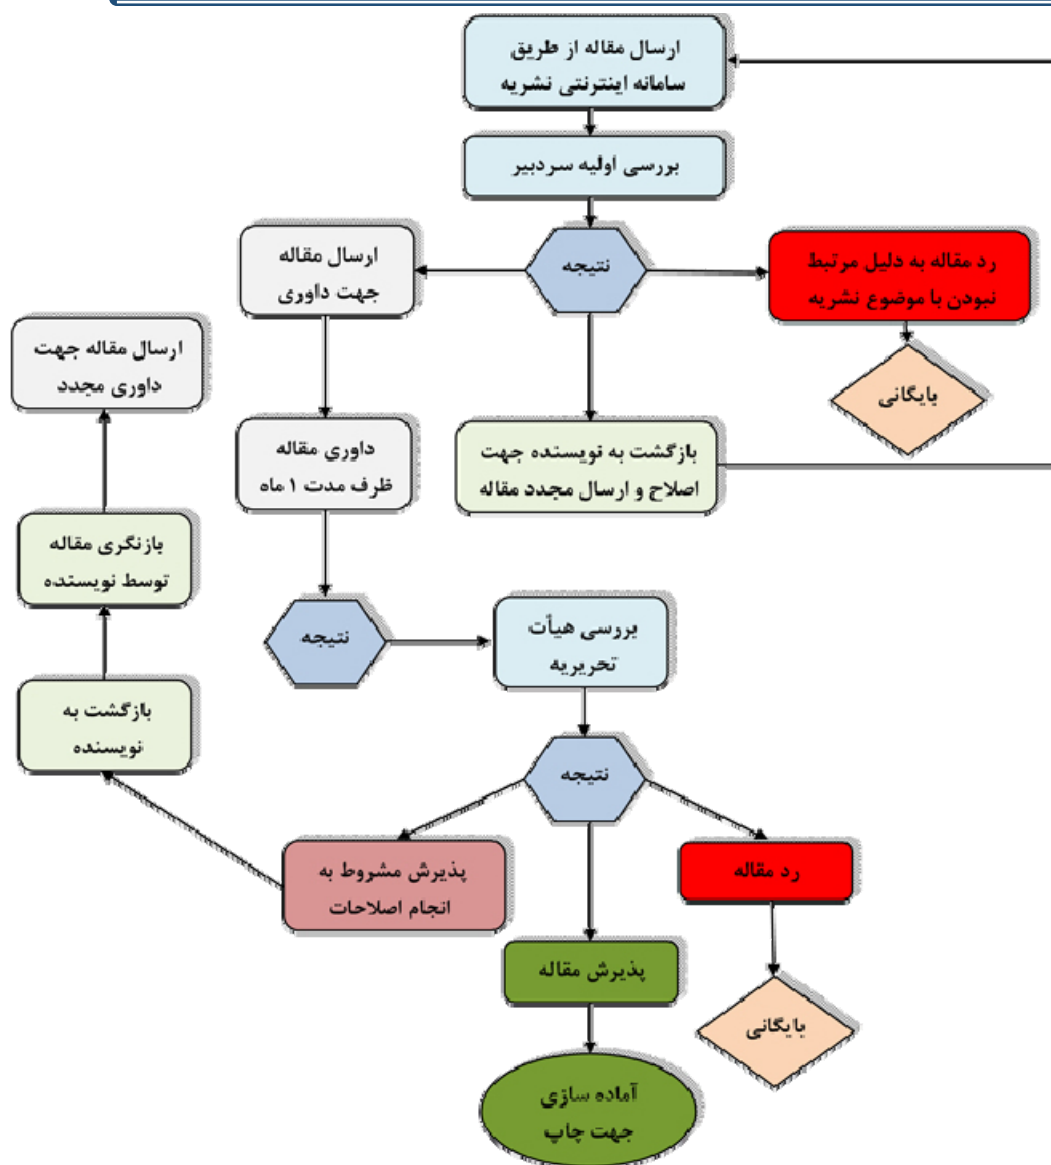 ارسال مقاله از طریق
سامانه اینترنتی نشریه
بررسی اولیه سردبیر
نتیجه
رد مقاله به دلیل مرتبط
نبودن با موضوع نشریه
بایگانی
ارسال مقاله
جهت داوری
بازگشت به نویسنده جهت
اصلاح و ارسال مجدد مقاله
داوری مقاله
ظرف مدت ۱ ماه
نتیجه
بررسی هیأت
تحریریه
نتیجه
رد مقاله
بایگانی
پذیرش مقاله
آماده سازی
جهت چاپ
پذیرش مشروط به
انجام اصلاحات
بازگشت به
نویسنده
بازنگری مقاله
توسط نویسنده
ارسال مقاله جهت
داوری مجدد